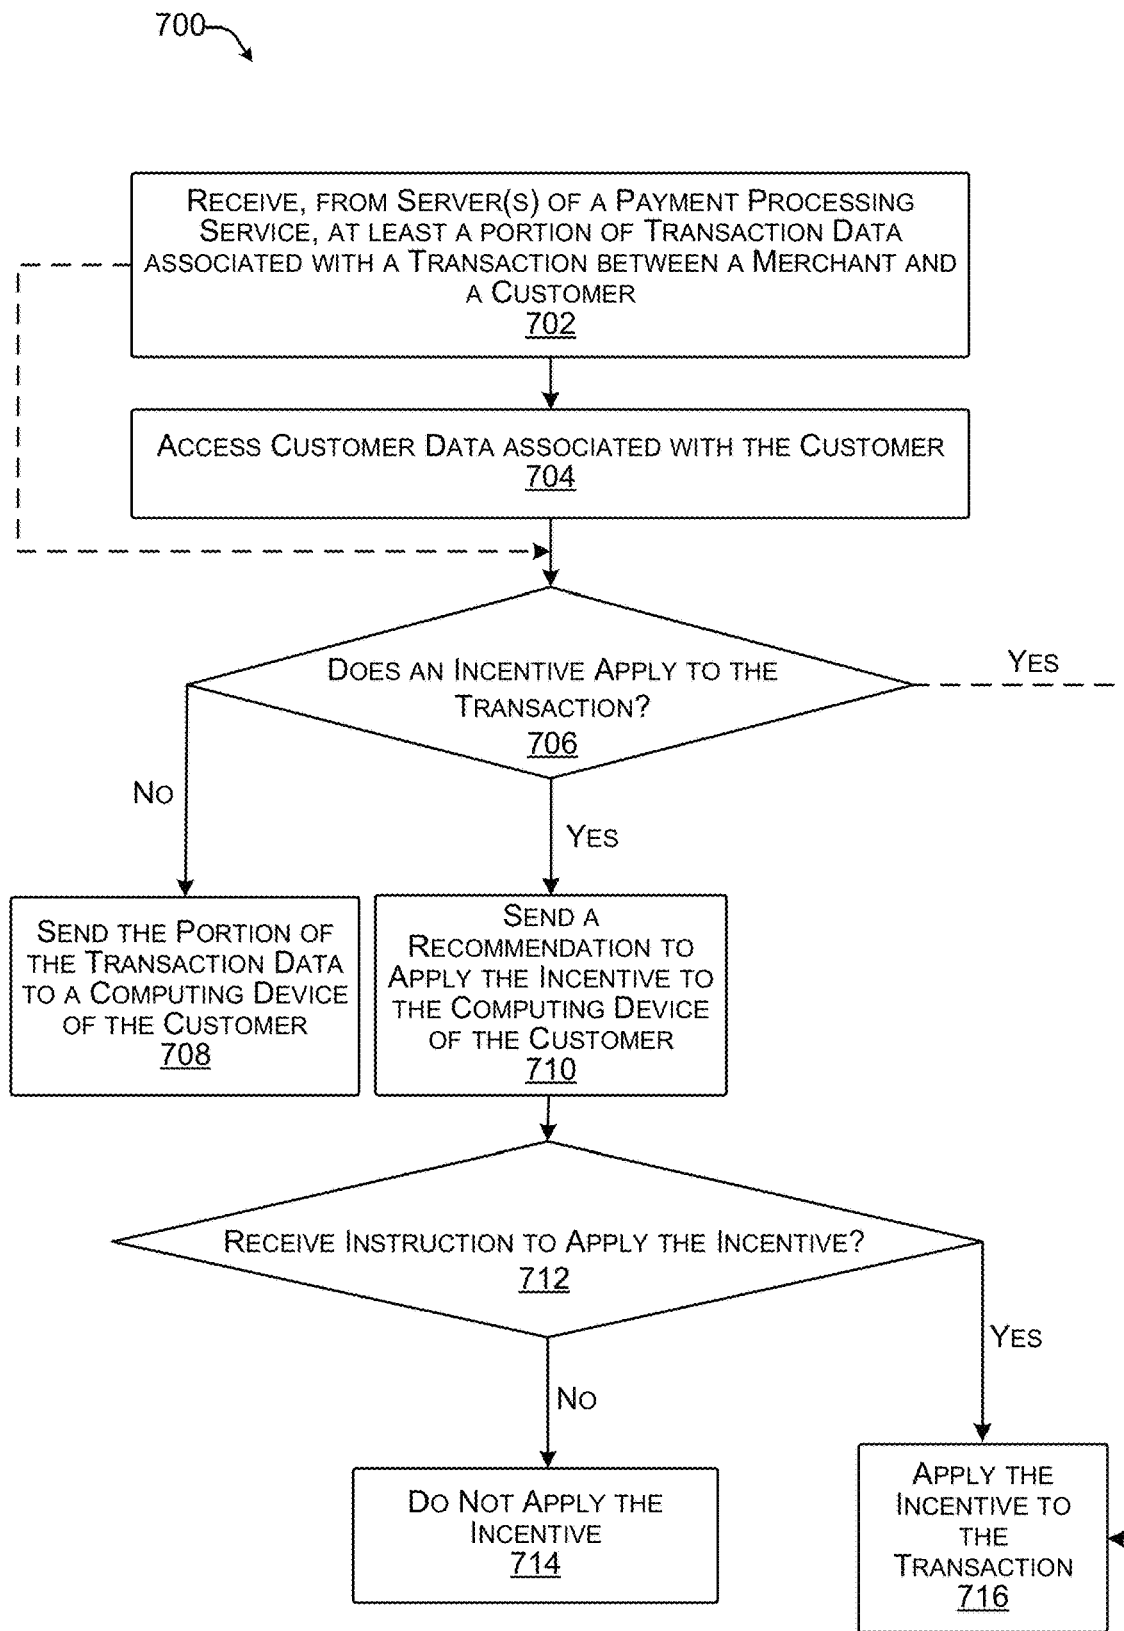 700
RECEIVE, FROM SERVER(S) OF A PAYMENT PROCESSING
SERVICE, AT LEAST A PORTION OF TRANSACTION DATA
ASSOCIATED WITH A TRANSACTION BETWEEN A MERCHANT AND
A CUSTOMER
702
ACCESS CUSTOMER DATA ASSOCIATED WITH THE CUSTOMER
704
DOES AN INCENTIVE APPLY TO THE
TRANSACTION?
706
YES
NO
YES
SEND THE PORTION OF
THE TRANSACTION DATA
TO A COMPUTING DEVICE
OF THE CUSTOMER
708
SEND A
RECOMMENDATION TO
APPLY THE INCENTIVE TO
THE COMPUTING DEVICE
OF THE CUSTOMER
710
RECEIVE INSTRUCTION TO APPLY THE INCENTIVE?
712
YES
NO
DO NOT APPLY THE
INCENTIVE
714
APPLY THE
INCENTIVE TO
THE
TRANSACTION
716